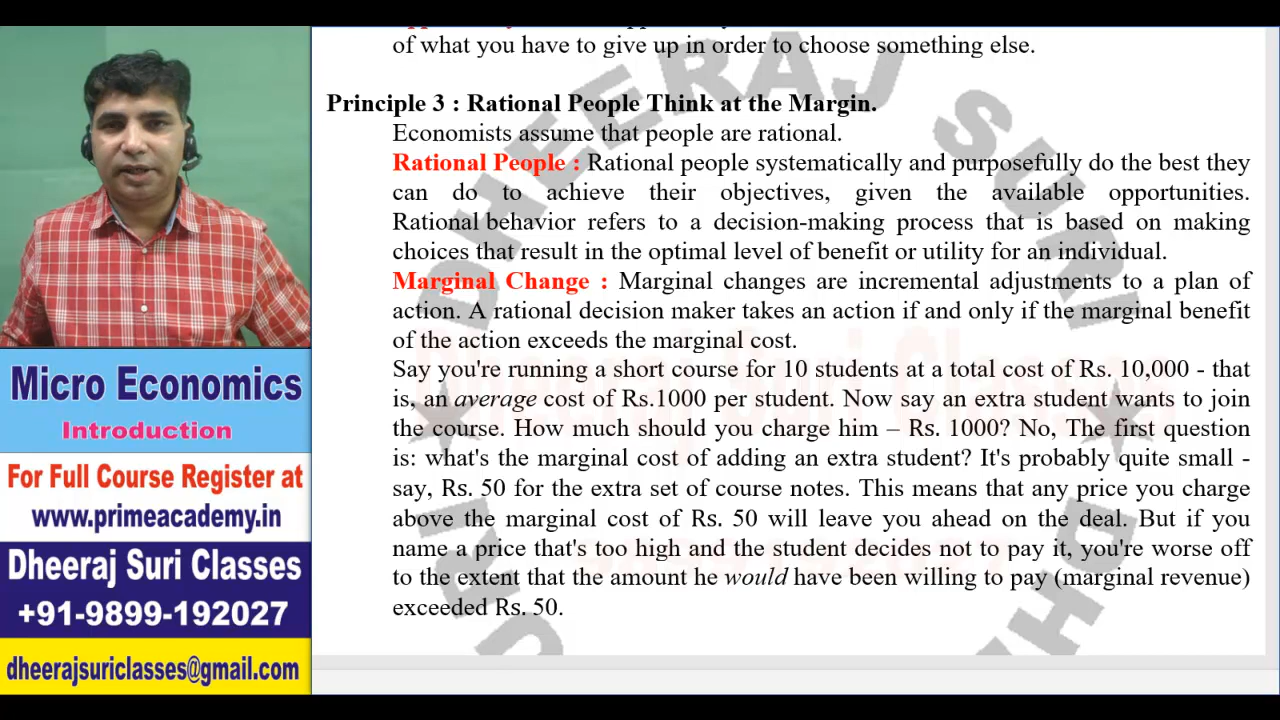 of what you have to give up in order to choose something else.
Principle 3 : Rational People Think at the Margin.
Economists assume that people are rational.
Rational People : Rational people systematically and purposefully do the best they
can do to achieve their objectives, given the available opportunities.
Rational behavior refers to a decision-making process that is based on making
choices that result in the optimal level of benefit or utility for an individual.
Marginal Change : Marginal changes are incremental adjustments to a plan of
action. A rational decision maker takes an action if and only if the marginal benefit
of the action exceeds the marginal cost.
Say you're running a short course for 10 students at a total cost of Rs. 10,000 - that
is, an average cost of Rs.1000 per student. Now say an extra student wants to join
the course. How much should you charge him – Rs. 1000? No, The first question
is: what's the marginal cost of adding an extra student? It's probably quite small -
say, Rs. 50 for the extra set of course notes. This means that any price you charge
above the marginal cost of Rs. 50 will leave you ahead on the deal. But if you
name a price that's too high and the student decides not to pay it, you're worse off
to the extent that the amount he would have been willing to pay (marginal revenue)
exceeded Rs. 50.
Micro Economics
Introduction
For Full Course Register at
www.primeacademy.in
Dheeraj Suri Classes
+91-9899-192027
dheerajsuriclasses@gmail.com
DHEERAJ SURI
Dheeraj Suri Classes